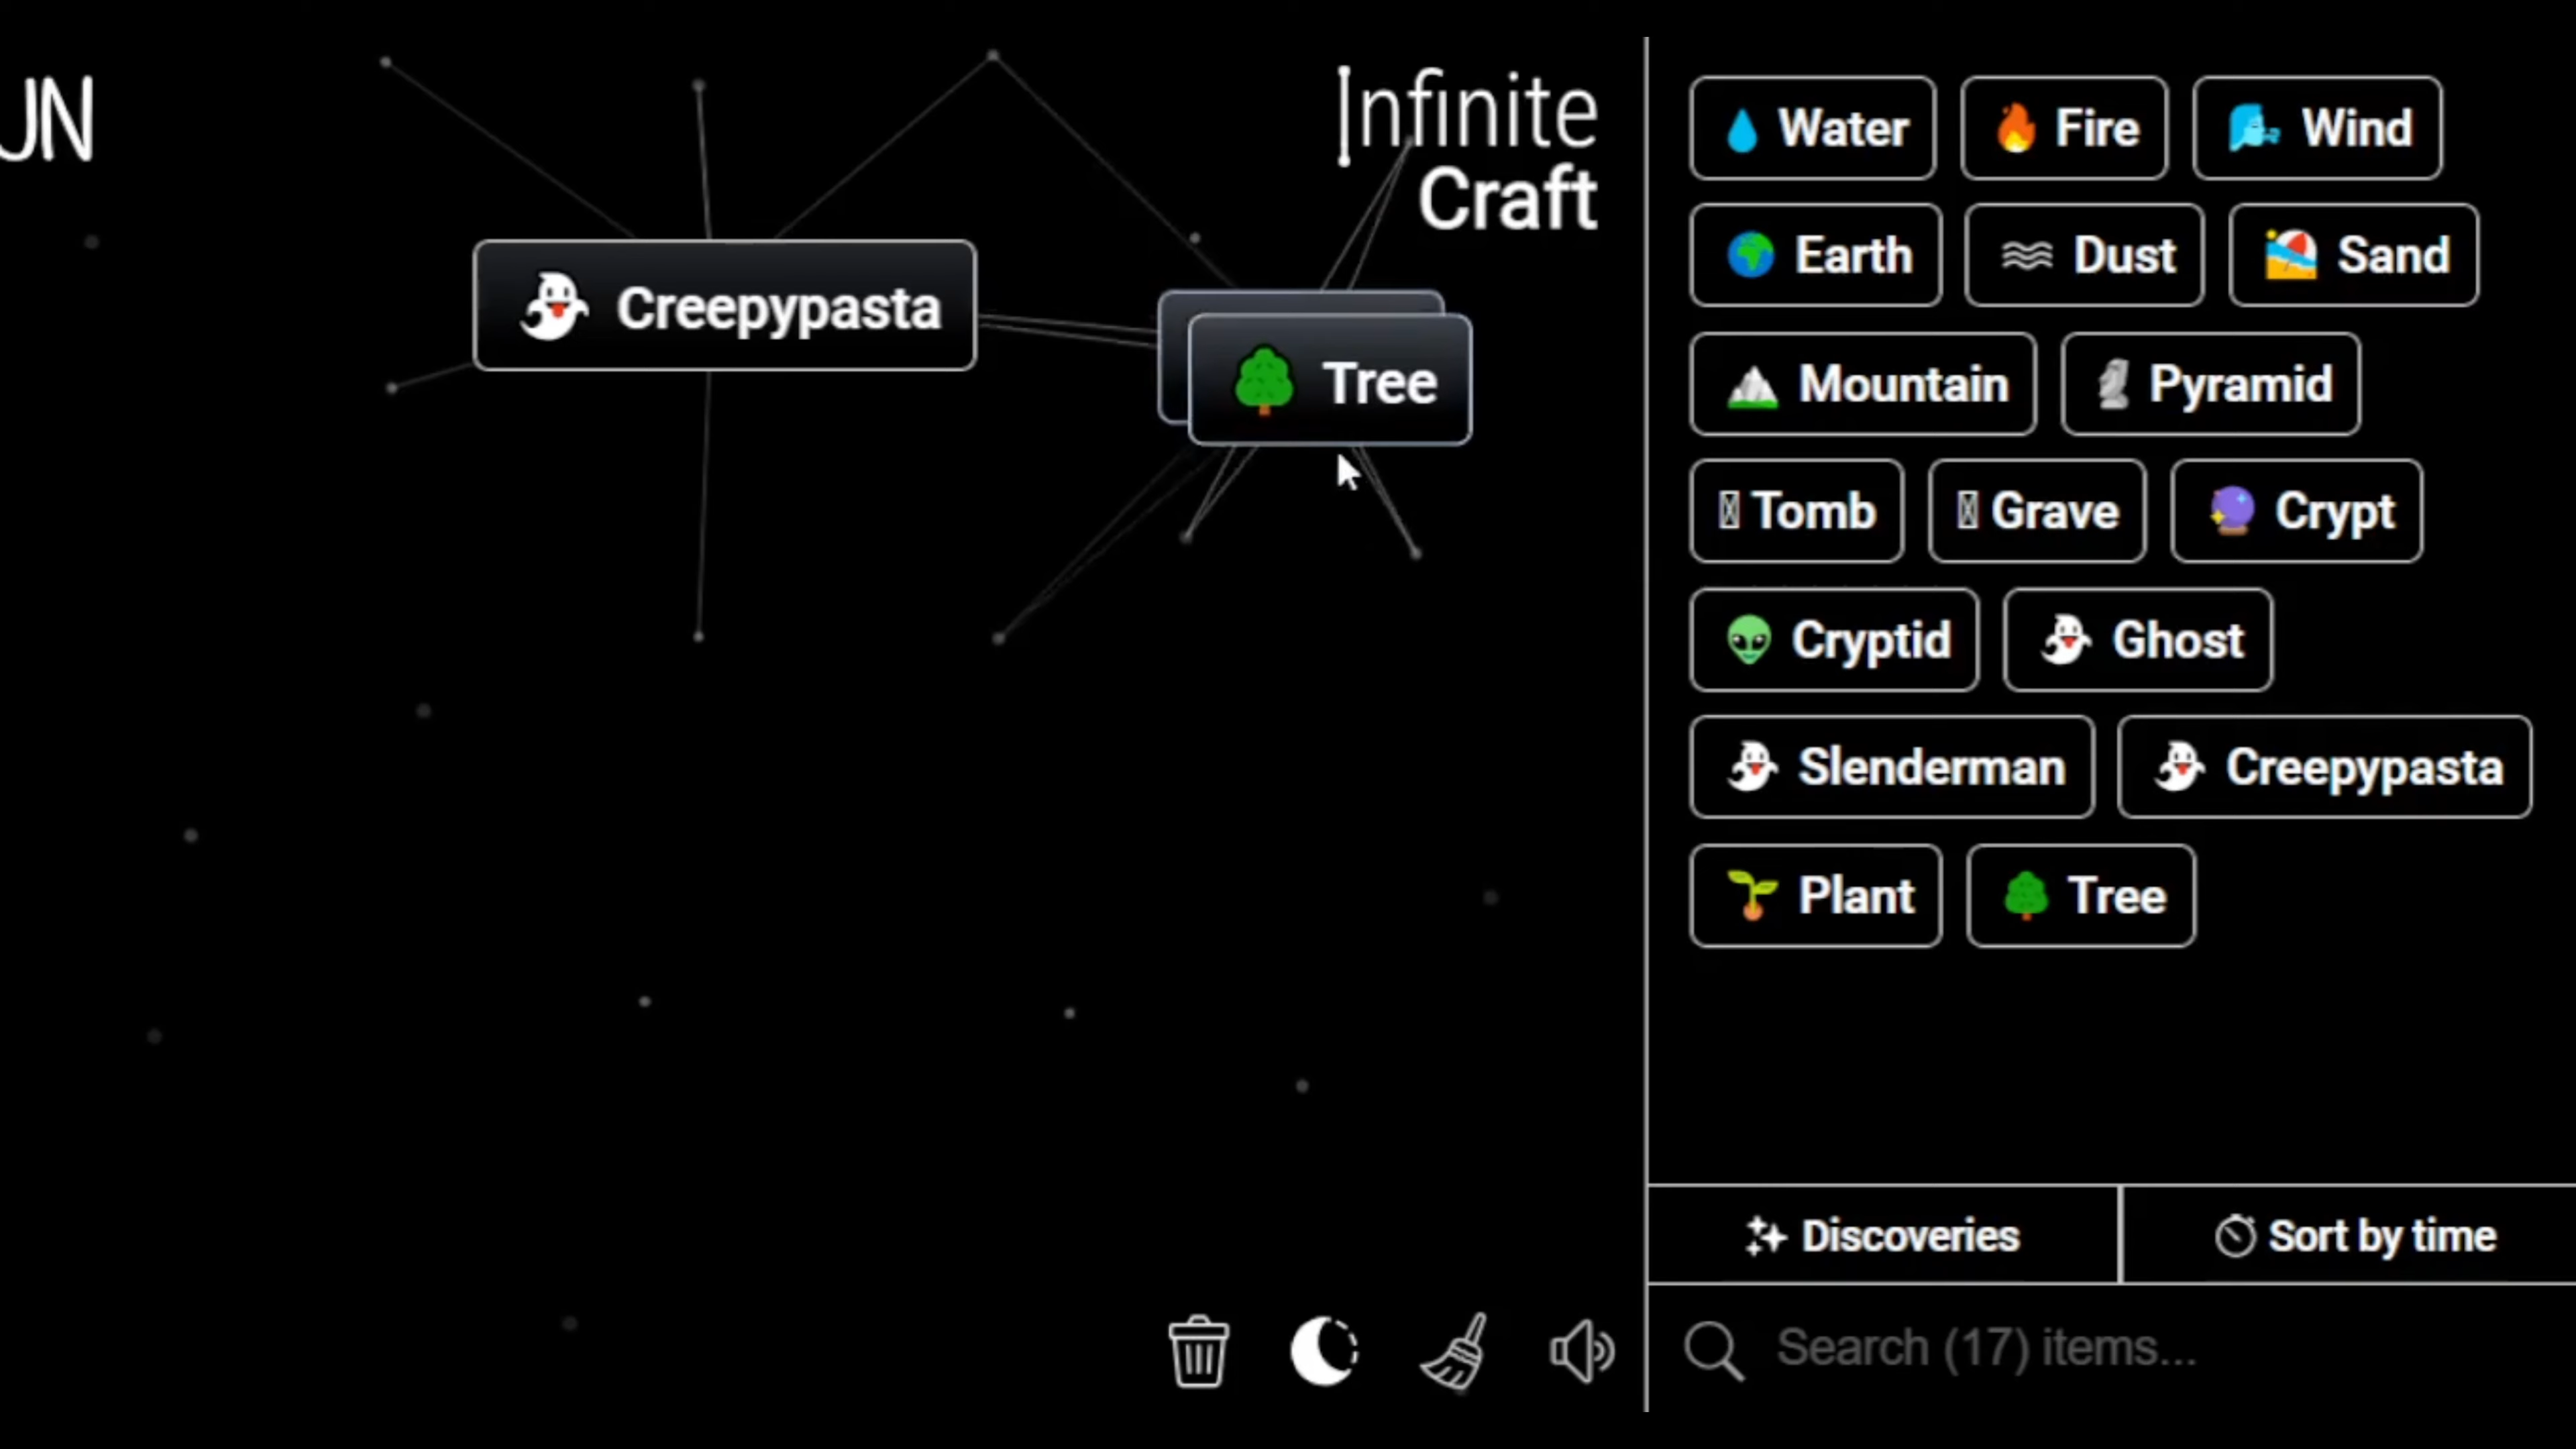 UN
Infinite
Craft
Creepypasta
Tree
Water Fire Wind
Earth Dust Sand
Mountain Pyramid
Tomb Grave Crypt
Cryptid Ghost
Slenderman Creepypasta
Plant Tree
Discoveries Sort by time
Search (17) items...